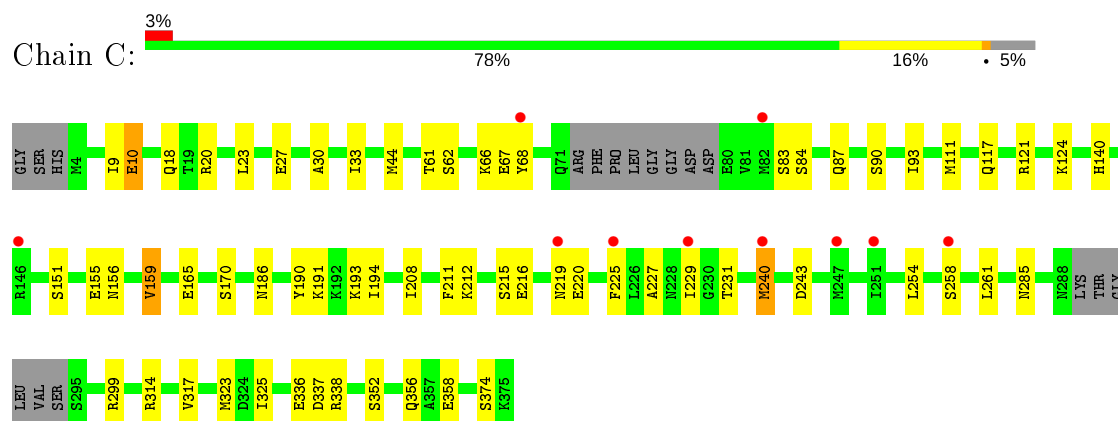 3%
Chain C:
78% 16% • 5%
GLY SER HIS M4 I9 E10 Q18 T19 R20 L23 E27 A30 I33 M44 T61 S62 K66 E67 Y68 Q71 ARG PHE PRO LEU GLY GLY ASP ASP E80 V81 M82 S83 S84 Q87 S90 I93 M111 Q117 R121 K124 H140
R146 S151 E155 N156 V159 E165 S170 N186 Y190 K191 K192 K193 I194 I208 F211 K212 S215 E216 N219 E220 F225 L226 A227 N228 I229 G230 T231 M240 D243 M247 I251 L254 S258 L261 N285 N288 LYS THR GLY
LEU VAL SER S295 R299 R314 V317 M323 D324 I325 E336 D337 R338 S352 Q356 A357 E358 S374 K375